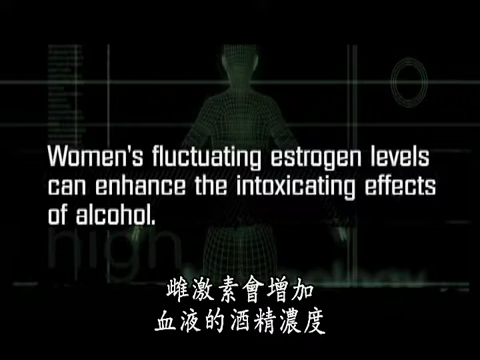 Women's fluctuating estrogen levels
can enhance the intoxicating effects
of alcohol.
high
雌激素會增加
血液的酒精濃度